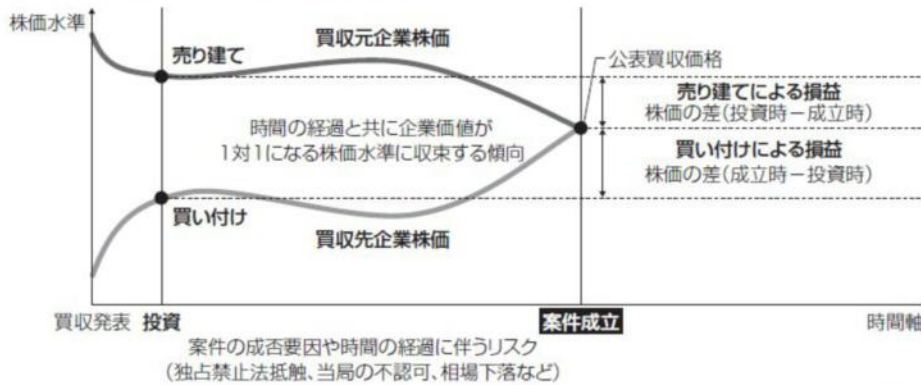 株価水準
売り建て
買収元企業株価
公表買収価格
売り建てによる損益
株価の差(投資時－成立時)
時間の経過と共に企業価値が
1対1になる株価水準に収束する傾向
買い付けによる損益
株価の差(成立時－投資時)
買い付け
買収先企業株価
買収発表 投資
案件成立
時間軸
案件の成否要因や時間の経過に伴うリスク
(独占禁止法抵触、当局の不認可、相場下落など)